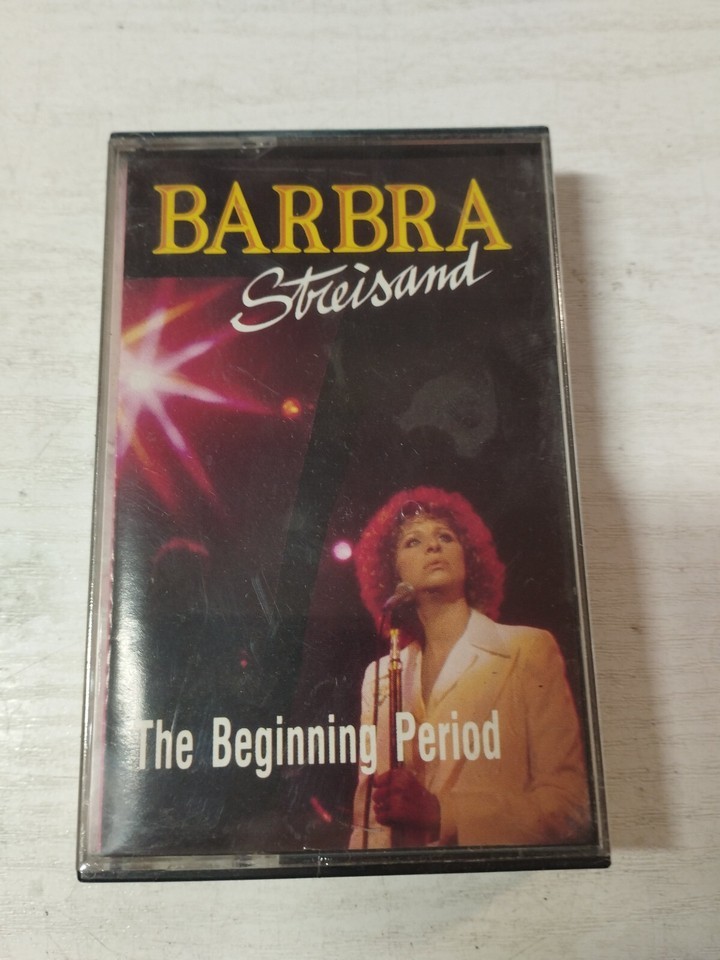 BARBRA
Streisand
The Beginning Period